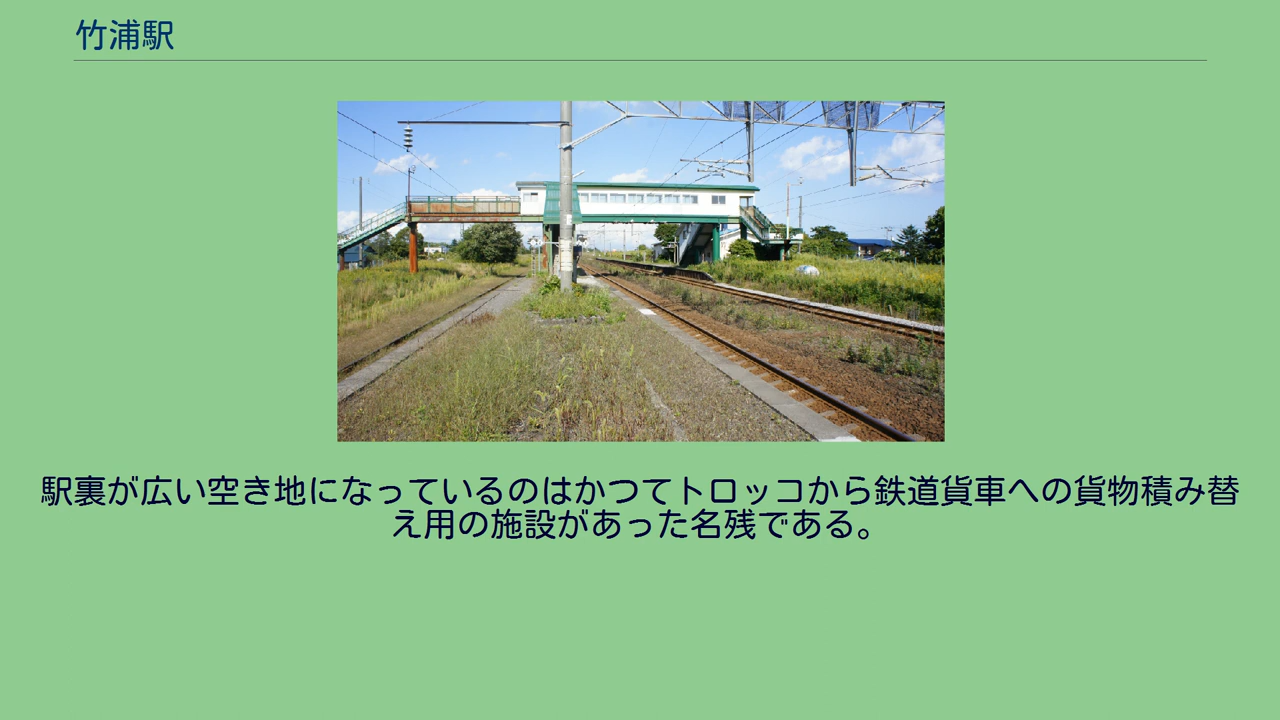 竹浦駅
駅裏が広い空き地になっているのはかつてトロッコから鉄道貨車への貨物積み替
え用の施設があった名残である。